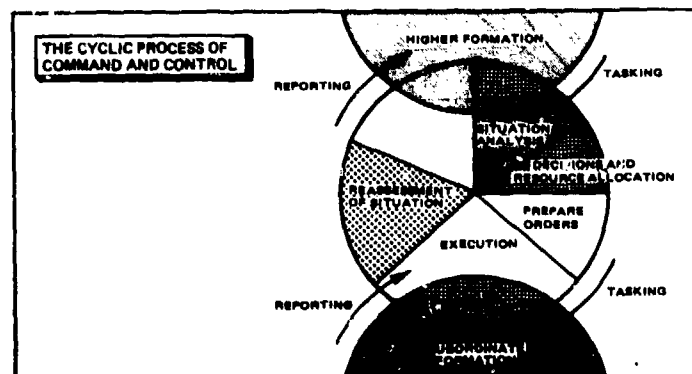 THE CYCLIC PROCESS OF
COMMAND AND CONTROL
HIGHER FORMATION
REPORTING
TASKING
SITUATION
ANALYSIS
DECISIONS AND
RESOURCE ALLOCATION
REASSESSMENT
OF SITUATION
PREPARE
ORDERS
EXECUTION
REPORTING
TASKING
SUBORDINATE
FORMATION